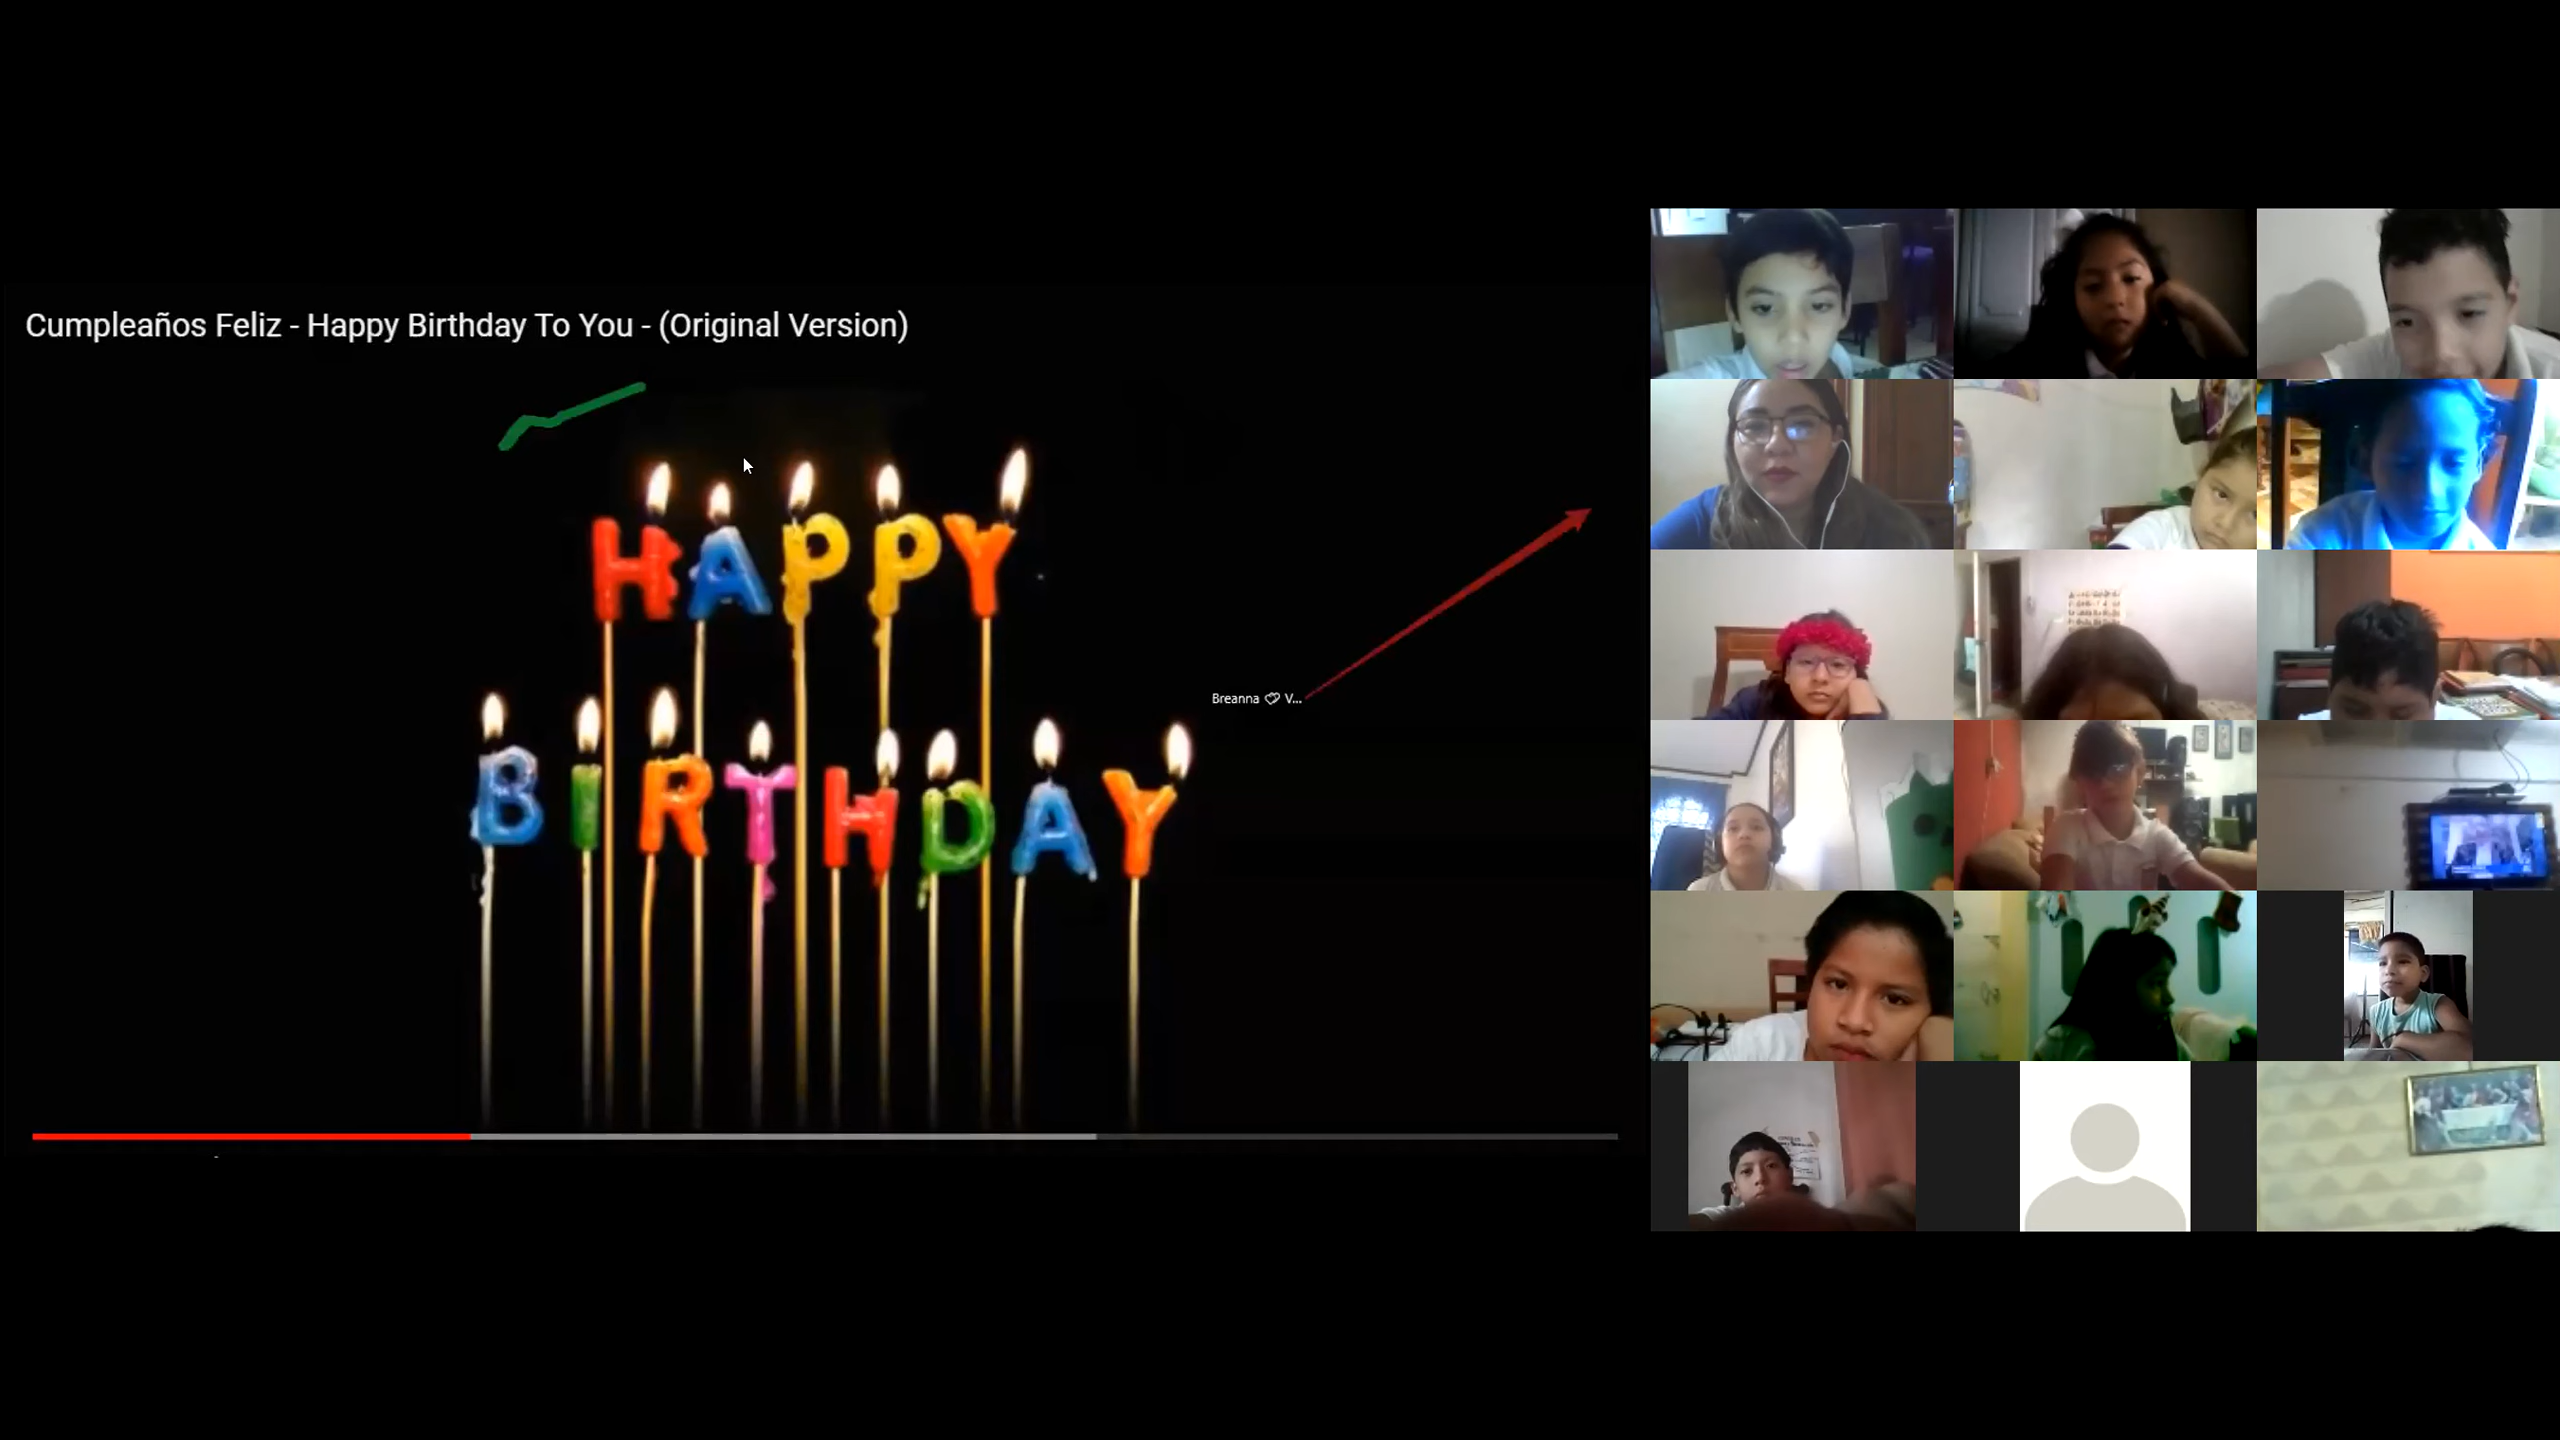 Cumpleaños Feliz - Happy Birthday To You - (Original Version)
HAPPY
Breanna V...
BIRTHDAY